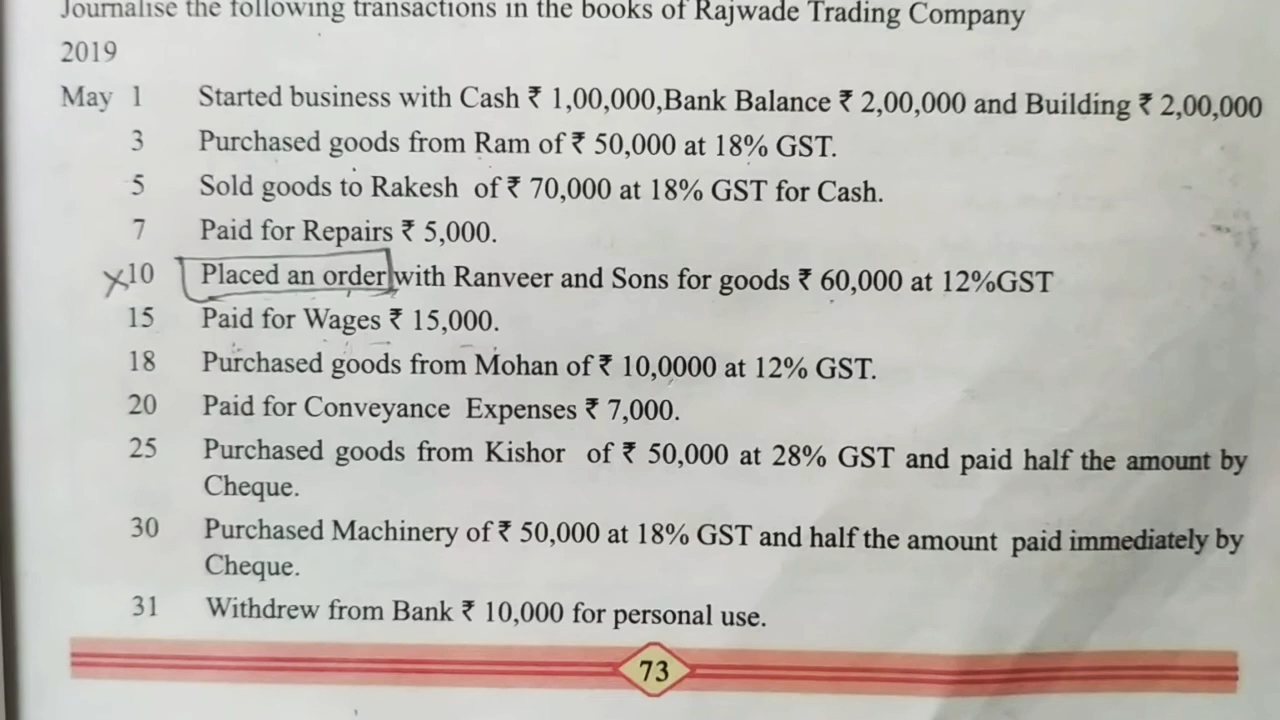 Journalise the following transactions in the books of Rajwade Trading Company
2019
May 1 Started business with Cash ₹ 1,00,000,Bank Balance ₹ 2,00,000 and Building ₹ 2,00,000
3 Purchased goods from Ram of ₹ 50,000 at 18% GST.
5 Sold goods to Rakesh of ₹ 70,000 at 18% GST for Cash.
7 Paid for Repairs ₹ 5,000.
×10 Placed an order with Ranveer and Sons for goods ₹ 60,000 at 12%GST
15 Paid for Wages ₹ 15,000.
18 Purchased goods from Mohan of ₹ 10,0000 at 12% GST.
20 Paid for Conveyance Expenses ₹ 7,000.
25 Purchased goods from Kishor of ₹ 50,000 at 28% GST and paid half the amount by
Cheque.
30 Purchased Machinery of ₹ 50,000 at 18% GST and half the amount paid immediately by
Cheque.
31 Withdrew from Bank ₹ 10,000 for personal use.
73